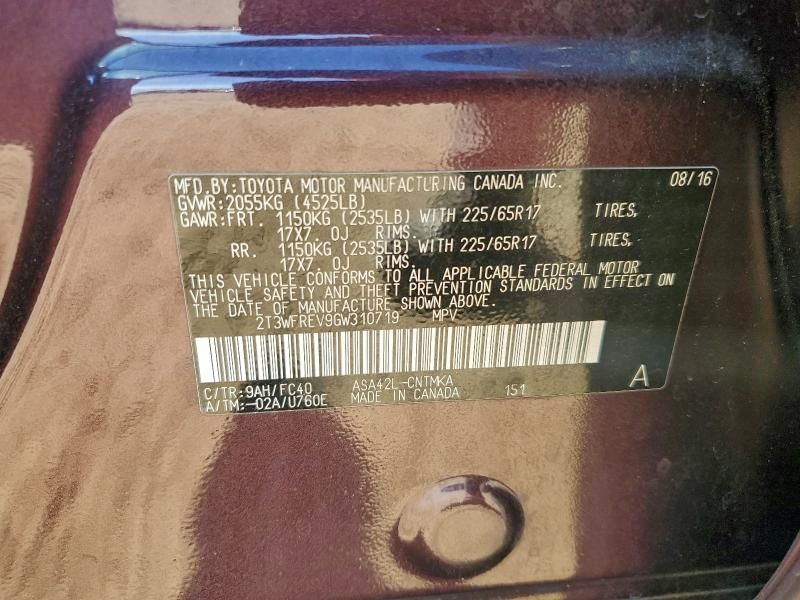 MFD. BY: TOYOTA MOTOR MANUFACTURING CANADA INC. 08/16
GVWR: 2055KG (4525LB)
GAWR: FRT. 1150KG (2535LB) WITH 225/65R17 TIRES,
17X7. 0J RIMS.
RR. 1150KG (2535LB) WITH 225/65R17 TIRES,
17X7. 0J RIMS.
THIS VEHICLE CONFORMS TO ALL APPLICABLE FEDERAL MOTOR
VEHICLE SAFETY AND THEFT PREVENTION STANDARDS IN EFFECT ON
THE DATE OF MANUFACTURE SHOWN ABOVE.
2T3WFREV9GW310719 MPV
C/TR: 9AH/FC40 ASA42L-CNTMKA 151 A
A/TM: -02A/U760E MADE IN CANADA